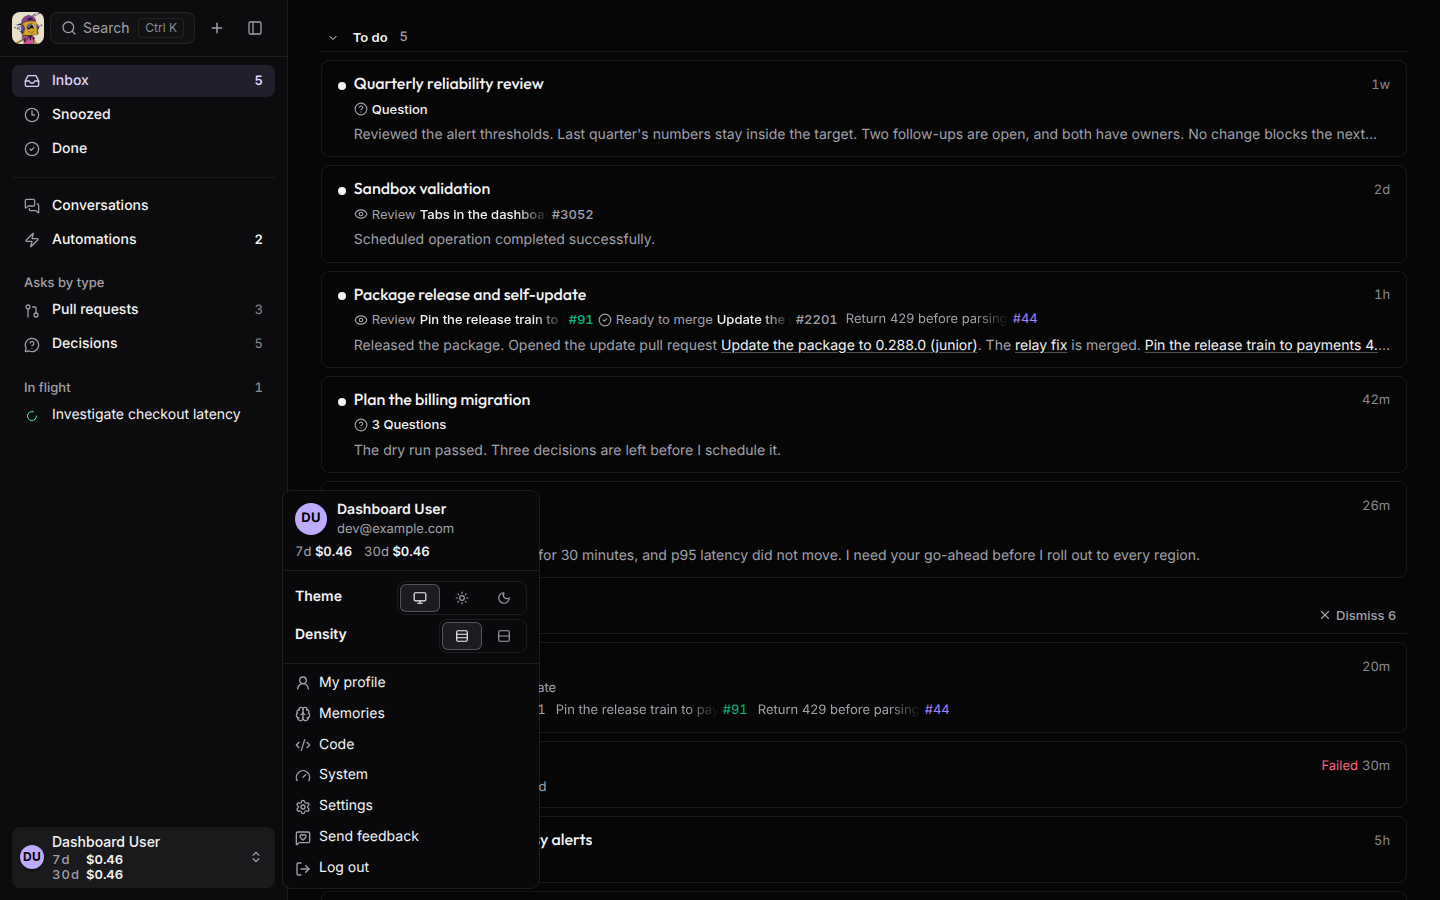 Search Ctrl K
Inbox 5
Snoozed
Done
Conversations
Automations 2
Asks by type
Pull requests 3
Decisions 5
In flight 1
Investigate checkout latency
To do 5
Quarterly reliability review 1w
Question
Reviewed the alert thresholds. Last quarter's numbers stay inside the target. Two follow-ups are open, and both have owners. No change blocks the next...
Sandbox validation 2d
Review Tabs in the dashboa #3052
Scheduled operation completed successfully.
Package release and self-update 1h
Review Pin the release train to #91 Ready to merge Update the #2201 Return 429 before parsing #44
Released the package. Opened the update pull request Update the package to 0.288.0 (junior). The relay fix is merged. Pin the release train to payments 4....
Plan the billing migration 42m
3 Questions
The dry run passed. Three decisions are left before I schedule it.
26m
for 30 minutes, and p95 latency did not move. I need your go-ahead before I roll out to every region.
Dismiss 6
20m
ate
1 Pin the release train to pay #91 Return 429 before parsing #44
Failed 30m
d
y alerts 5h
DU Dashboard User
dev@example.com
7d $0.46 30d $0.46
Theme
Density
My profile
Memories
Code
System
Settings
Send feedback
Log out
DU Dashboard User
7d $0.46
30d $0.46